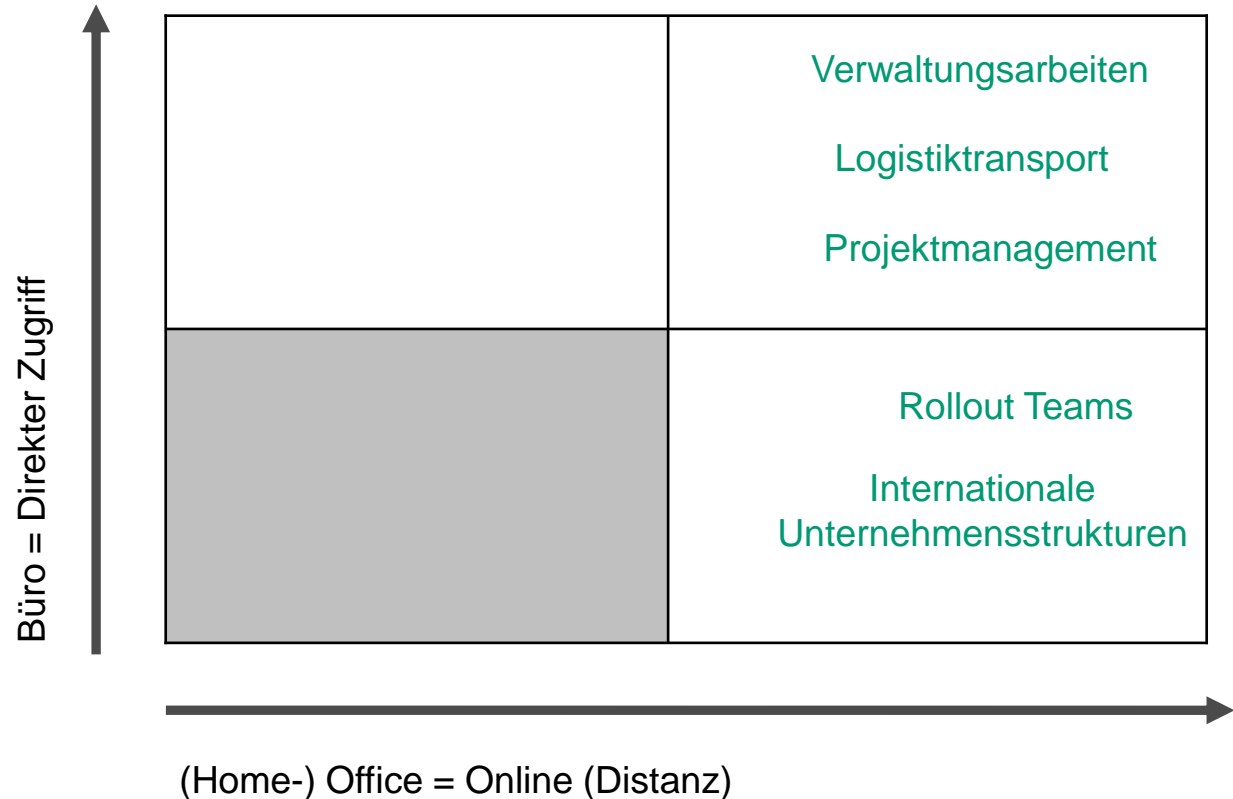 Verwaltungsarbeiten
Logistiktransport
Projektmanagement
Rollout Teams
Internationale
Unternehmensstrukturen
Büro = Direkter Zugriff
(Home-) Office = Online (Distanz)